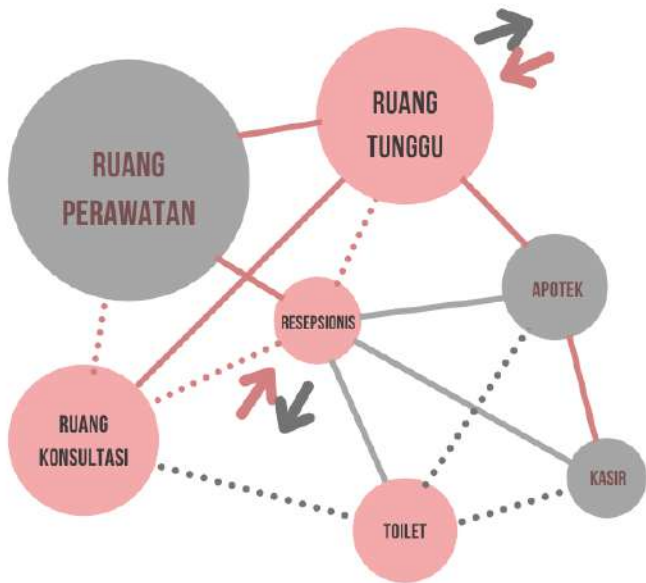 RUANG
TUNGGU
RUANG
PERAWATAN
APOTEK
RESEPSIONIS
RUANG
KONSULTASI
KASIR
TOILET